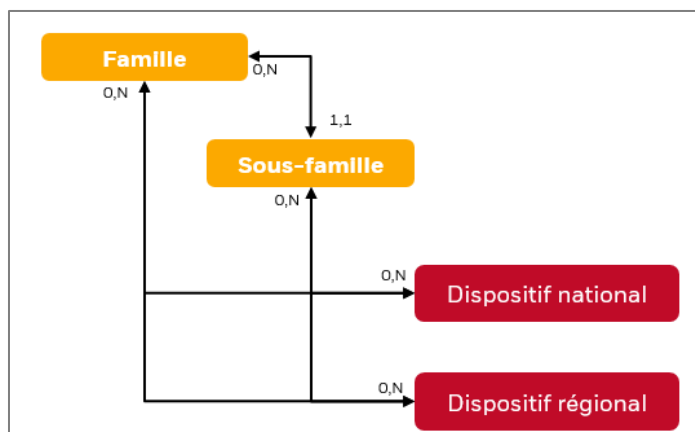 Famille
0,N
0,N
1,1
Sous-famille
0,N
0,N
Dispositif national
0,N
Dispositif régional